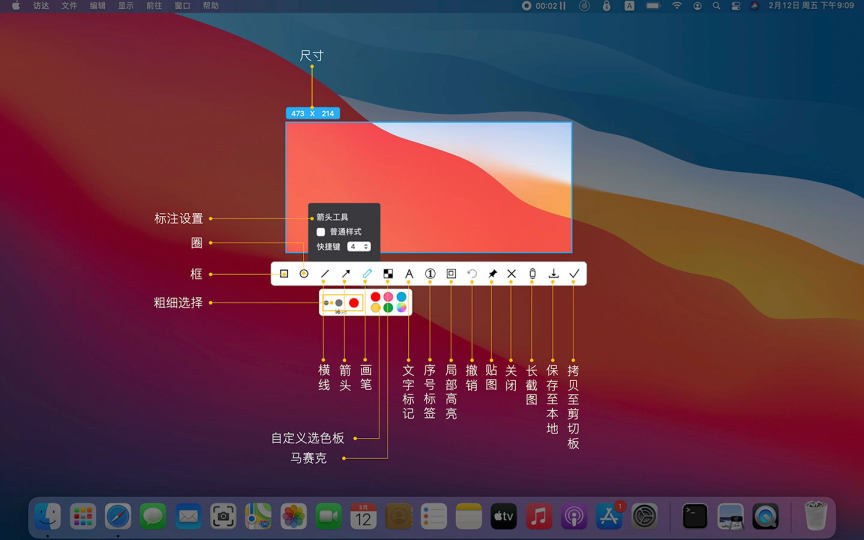 访达 文件 编辑 显示 前往 窗口 帮助 00:02 A 2月12日 周五 下午9:09
尺寸
473 X 214
标注设置
箭头工具
普通样式
快捷键 4
圈
框
A 1
粗细选择
横线
箭头
画笔
文字标记
序号标签
局部高亮
撤销
贴图
关闭
长截图
保存至本地
拷贝至剪切板
自定义选色板
马赛克
12
tv
1